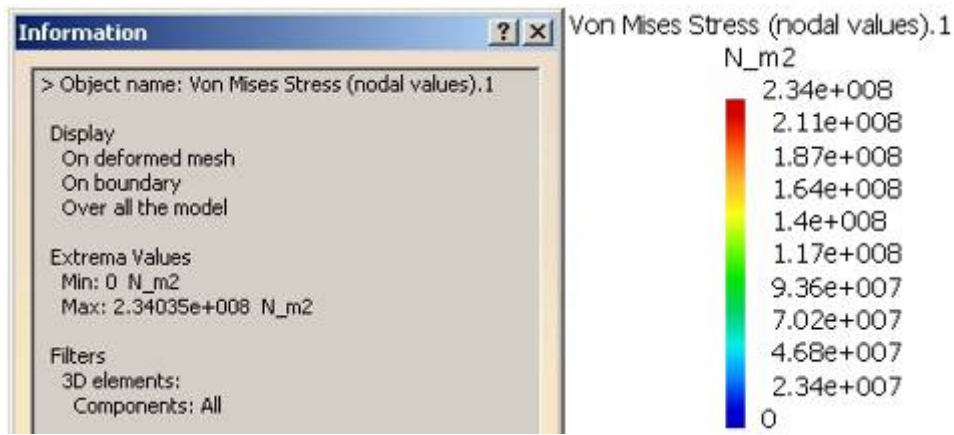 Information
> Object name: Von Mises Stress (nodal values).1
Display
On deformed mesh
On boundary
Over all the model
Extrema Values
Min: 0 N_m2
Max: 2.34035e+008 N_m2
Filters
3D elements:
Components: All
Von Mises Stress (nodal values).1
N_m2
2.34e+008
2.11e+008
1.87e+008
1.64e+008
1.4e+008
1.17e+008
9.36e+007
7.02e+007
4.68e+007
2.34e+007
0